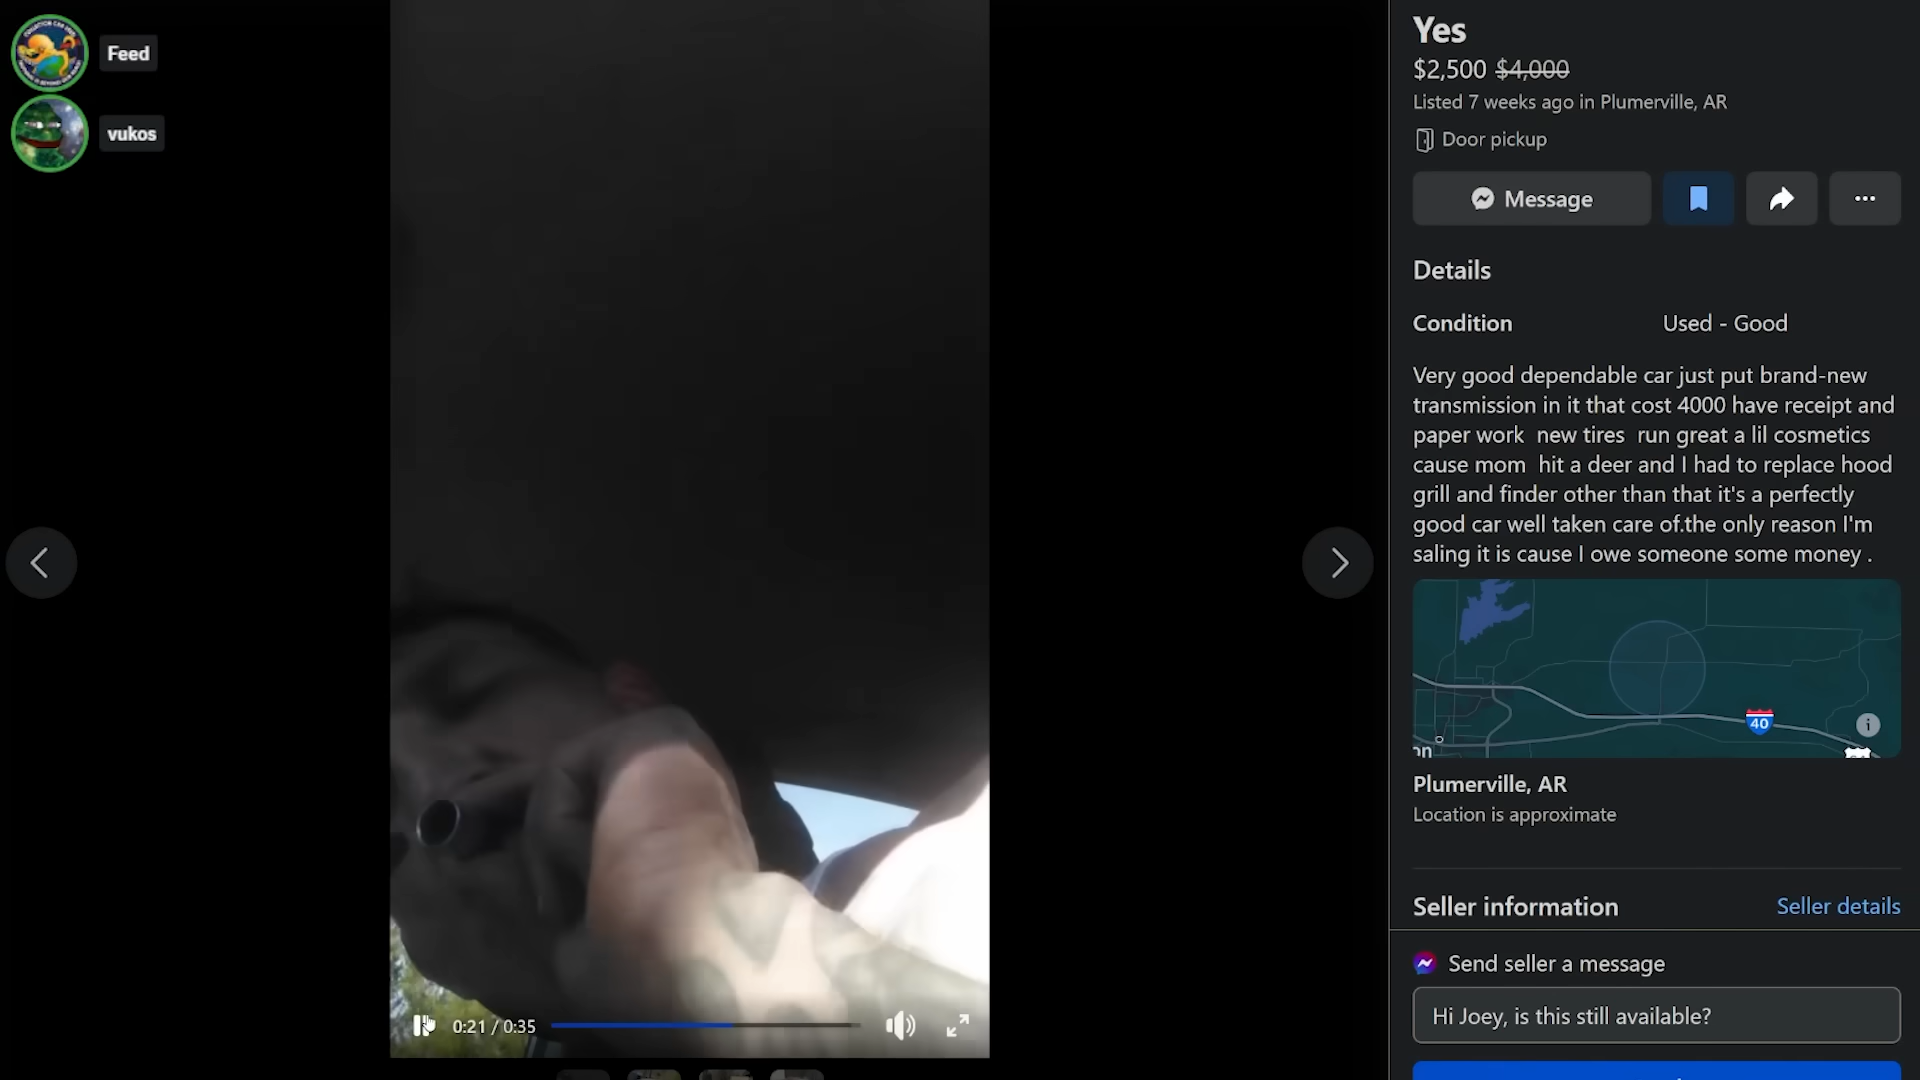 Feed
vukos
0:21 / 0:35
Yes
$2,500 $4,000
Listed 7 weeks ago in Plumerville, AR
Door pickup
Message
Details
Condition Used - Good
Very good dependable car just put brand-new
transmission in it that cost 4000 have receipt and
paper work new tires run great a lil cosmetics
cause mom hit a deer and I had to replace hood
grill and finder other than that it's a perfectly
good car well taken care of.the only reason I'm
saling it is cause I owe someone some money .
40
on
Plumerville, AR
Location is approximate
Seller information Seller details
Send seller a message
Hi Joey, is this still available?